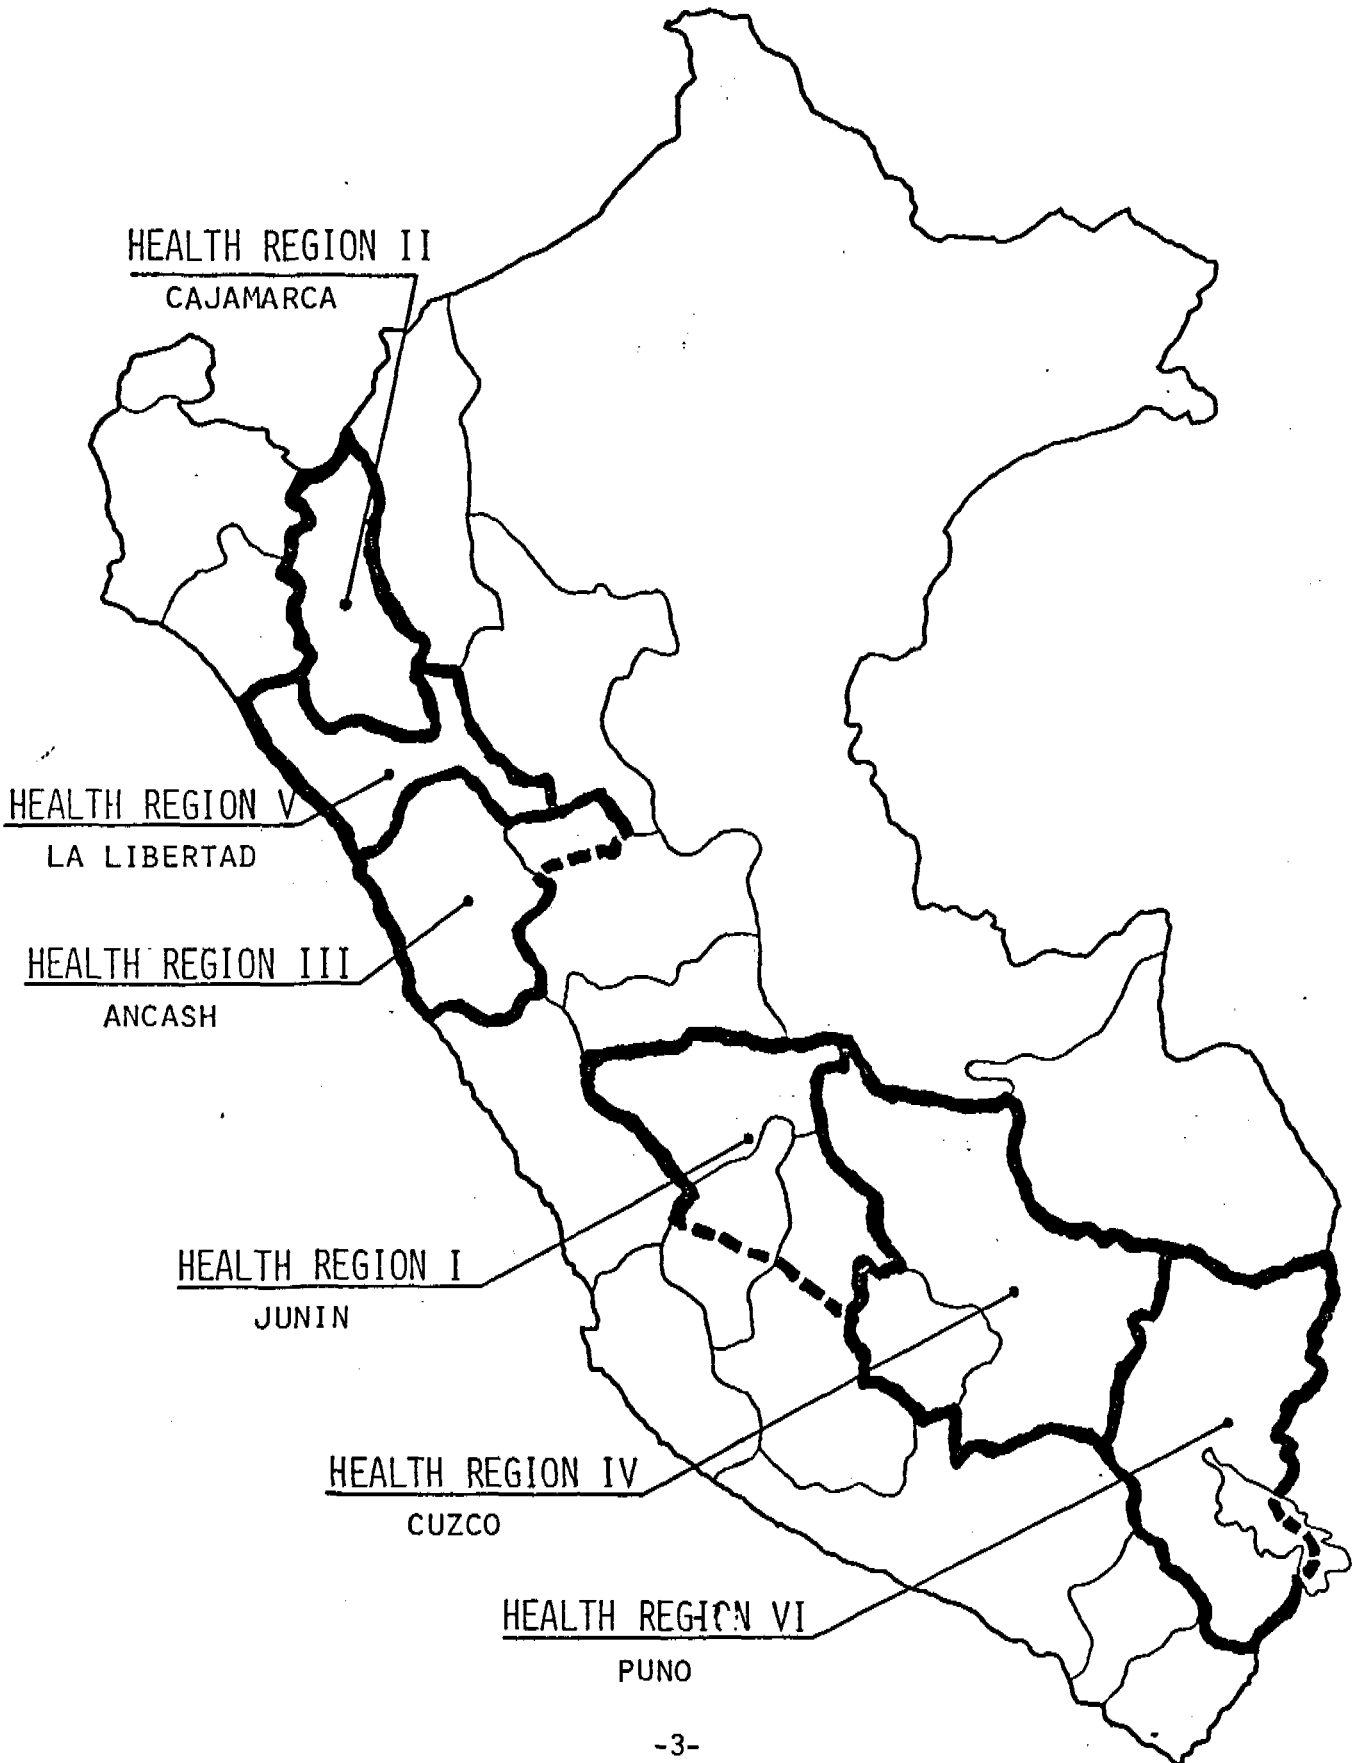 HEALTH REGION II
CAJAMARCA
HEALTH REGION V
LA LIBERTAD
HEALTH REGION III
ANCASH
HEALTH REGION I
JUNIN
HEALTH REGION IV
CUZCO
HEALTH REGION VI
PUNO
-3-